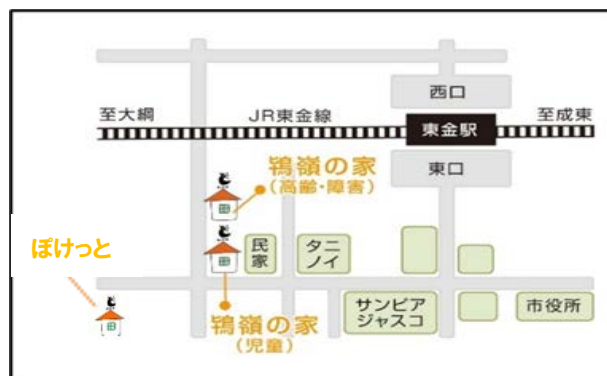 西口
至大網
JR東金線
東金駅
至成東
東口
鴇嶺の家
(高齢・障害)
ぽけっと
民家
タニノイ
サンピア
ジャスコ
市役所
鴇嶺の家
(児童)